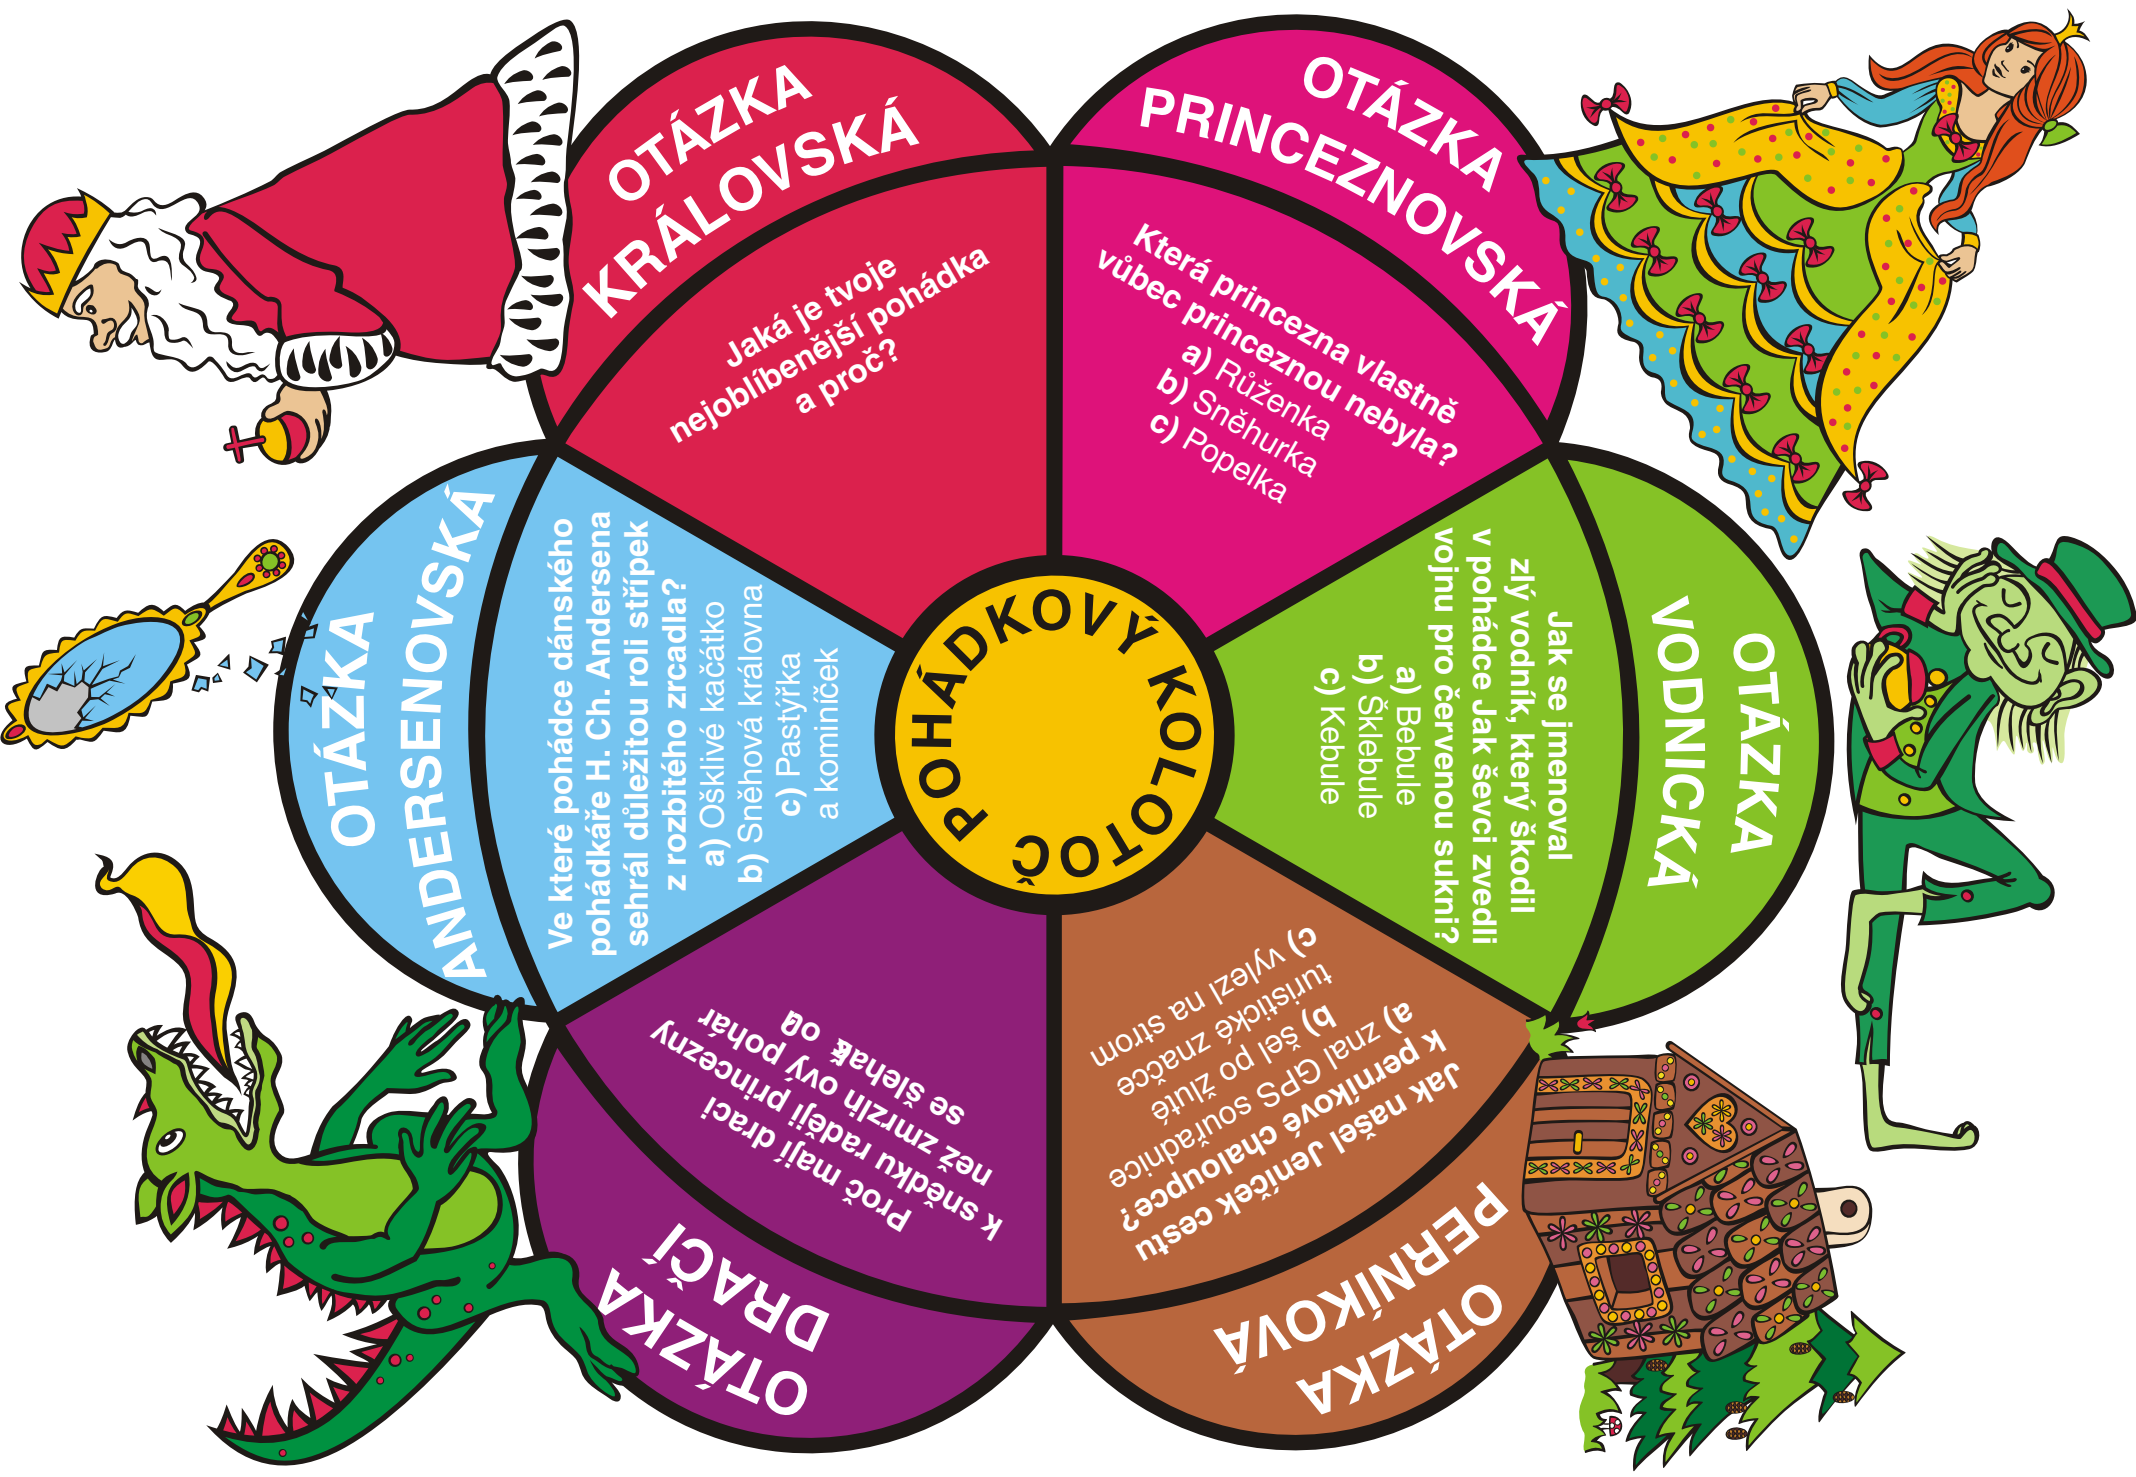 POHÁDKOVÝ KOLOTOČ
OTÁZKA
KRÁLOVSKÁ
Jaká je tvoje
nejoblíbenější pohádka
a proč?
OTÁZKA
PRINCEZNOVSKÁ
Která princezna vlastně
vůbec princeznou nebyla?
a) Růženka
b) Sněhurka
c) Popelka
OTÁZKA
VODNICKÁ
Jak se jmenoval
zlý vodník, který škodil
v pohádce Jak ševci zvedli
vojnu pro červenou sukni?
a) Bebule
b) Šklebule
c) Kebule
OTÁZKA
PERNÍKOVÁ
Jak našel Jeníček cestu
k perníkové chaloupce?
a) znal GPS souřadnice
b) šel po žluté
turistické značce
c) vylezl na strom
OTÁZKA
DRAČÍ
Proč mají draci
k snědku raději princezny
než zmrzlin ový pohár
se šlehač
OTÁZKA
ANDERSENOVSKÁ
Ve které pohádce dánského
pohádkáře H. Ch. Andersena
sehrál důležitou roli střípek
z rozbitého zrcadla?
a) Ošklivé kačátko
b) Sněhová královna
c) Pastýřka
a kominíček